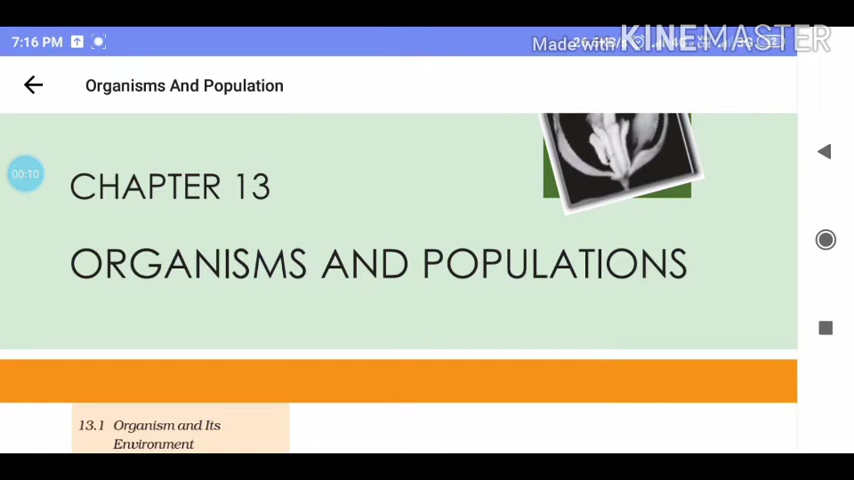 7:16 PM
Made with KINEMASTER
Organisms And Population
00:10
CHAPTER 13
ORGANISMS AND POPULATIONS
13.1 Organism and Its
Environment